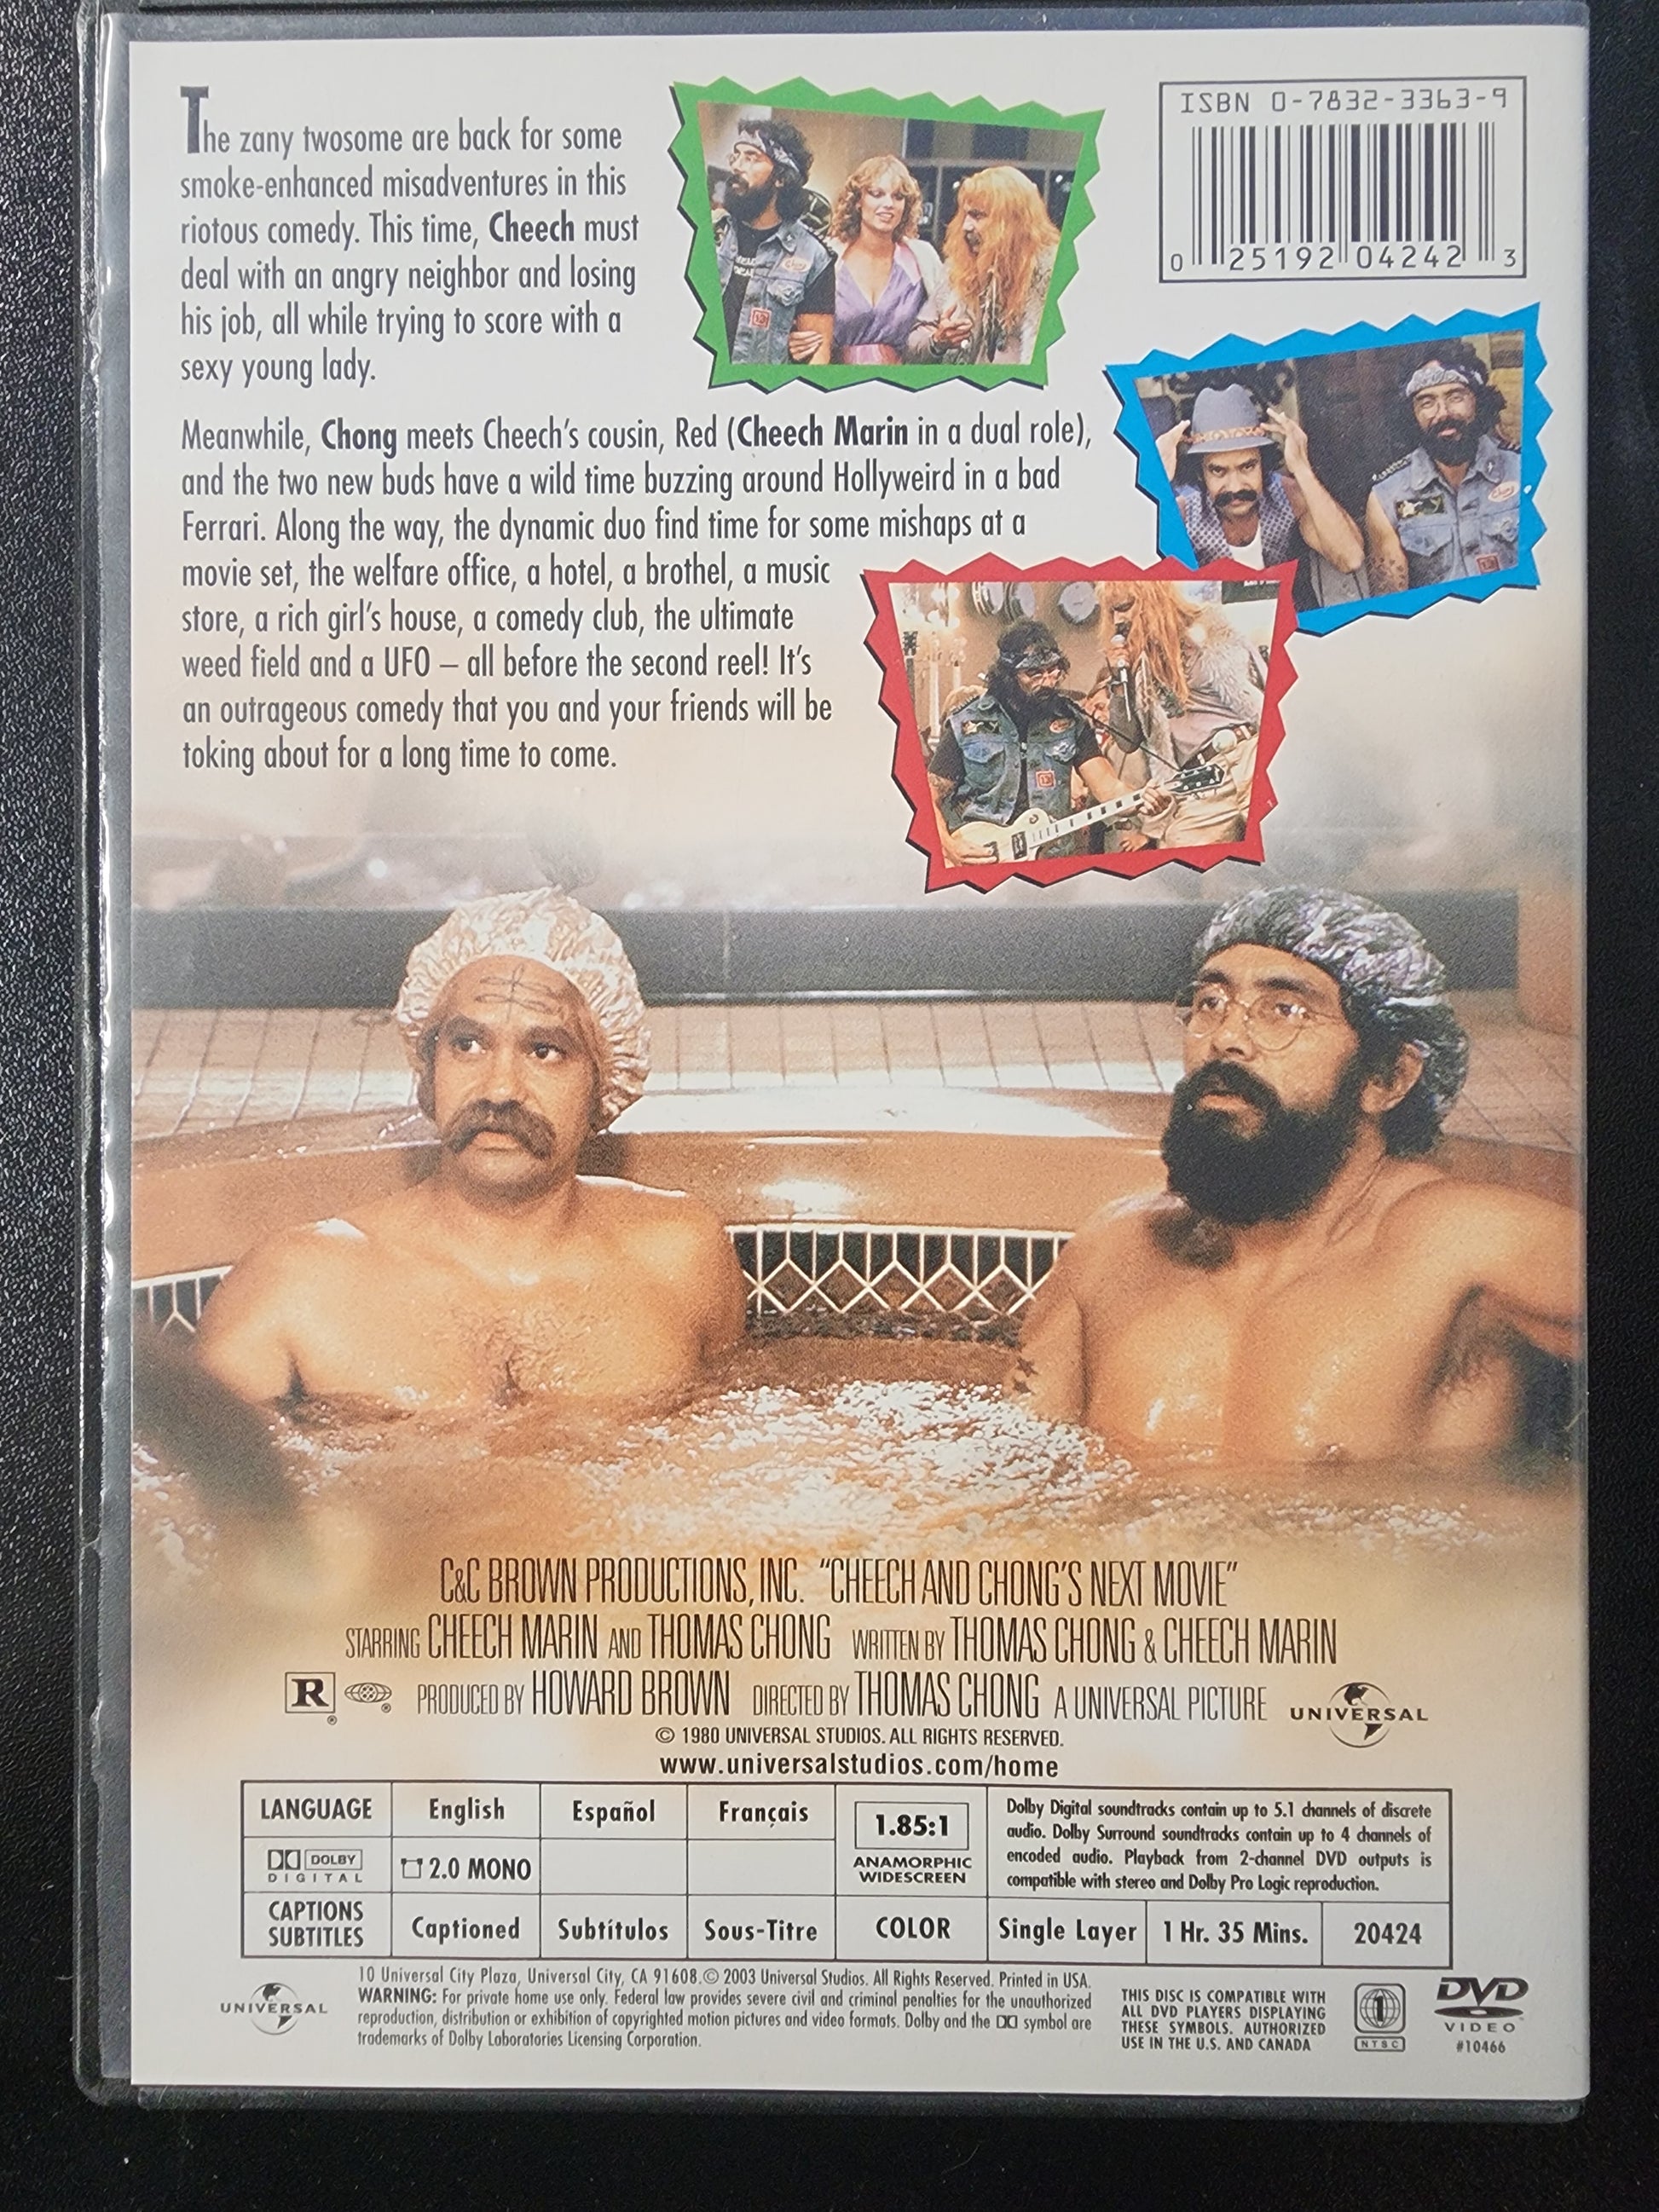 The zany twosome are back for some
smoke-enhanced misadventures in this
riotous comedy. This time, Cheech must
deal with an angry neighbor and losing
his job, all while trying to score with a
sexy young lady.
ISBN 0-7832-3363-9
0 25192 04242 3
Meanwhile, Chong meets Cheech's cousin, Red (Cheech Marin in a dual role),
and the two new buds have a wild time buzzing around Hollyweird in a bad
Ferrari. Along the way, the dynamic duo find time for some mishaps at a
movie set, the welfare office, a hotel, a brothel, a music
store, a rich girl's house, a comedy club, the ultimate
weed field and a UFO – all before the second reel! It's
an outrageous comedy that you and your friends will be
toking about for a long time to come.
C&C BROWN PRODUCTIONS, INC. "CHEECH AND CHONG'S NEXT MOVIE"
STARRING CHEECH MARIN AND THOMAS CHONG WRITTEN BY THOMAS CHONG & CHEECH MARIN
R ® ® PRODUCED BY HOWARD BROWN DIRECTED BY THOMAS CHONG A UNIVERSAL PICTURE UNIVERSAL
© 1980 UNIVERSAL STUDIOS. ALL RIGHTS RESERVED.
www.universalstudios.com/home
LANGUAGE English Español Français
DOLBY DIGITAL 2.0 MONO
CAPTIONS SUBTITLES Captioned Subtítulos Sous-Titre
1.85:1
ANAMORPHIC
WIDESCREEN
COLOR
Dolby Digital soundtracks contain up to 5.1 channels of discrete
audio. Dolby Surround soundtracks contain up to 4 channels of
encoded audio. Playback from 2-channel DVD outputs is
compatible with stereo and Dolby Pro Logic reproduction.
Single Layer 1 Hr. 35 Mins. 20424
UNIVERSAL
10 Universal City Plaza, Universal City, CA 91608. © 2003 Universal Studios. All Rights Reserved. Printed in USA.
WARNING: For private home use only. Federal law provides severe civil and criminal penalties for the unauthorized
reproduction, distribution or exhibition of copyrighted motion pictures and video formats. Dolby and the DD symbol are
trademarks of Dolby Laboratories Licensing Corporation.
THIS DISC IS COMPATIBLE WITH
ALL DVD PLAYERS DISPLAYING
THESE SYMBOLS. AUTHORIZED
USE IN THE U.S. AND CANADA
1
NTSC
DVD
VIDEO™
#10466